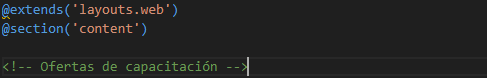 @extends('layouts.web')
@section('content')
<!-- Ofertas de capacitación -->